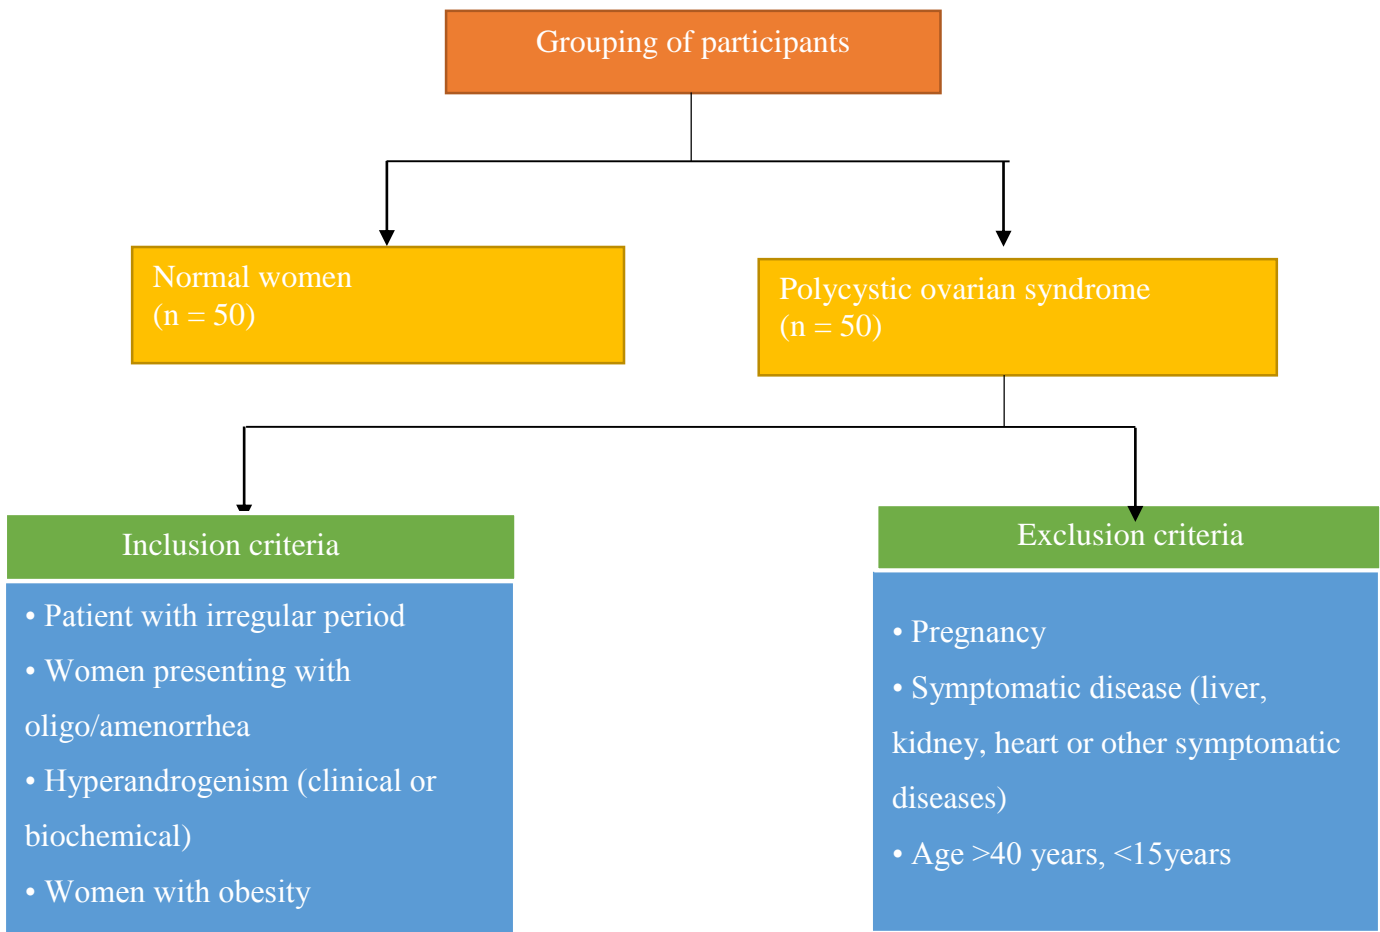 Grouping of participants
Normal women
(n = 50)
Polycystic ovarian syndrome
(n = 50)
Inclusion criteria
• Patient with irregular period
• Women presenting with
oligo/amenorrhea
• Hyperandrogenism (clinical or
biochemical)
• Women with obesity
Exclusion criteria
• Pregnancy
• Symptomatic disease (liver,
kidney, heart or other symptomatic
diseases)
• Age >40 years, <15years